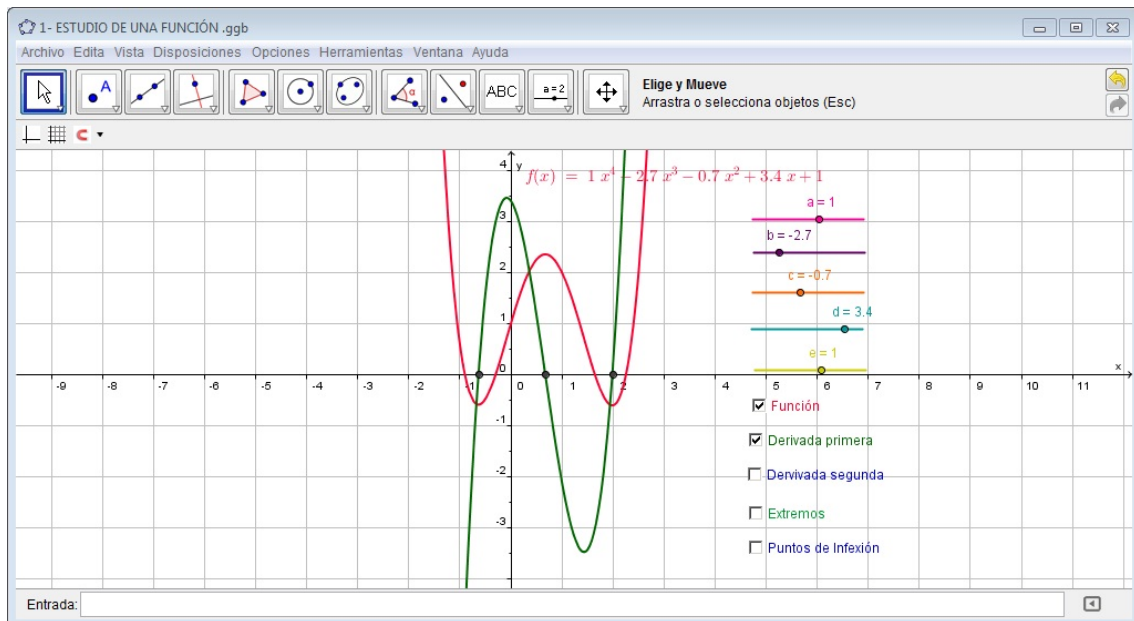 1- ESTUDIO DE UNA FUNCIÓN .ggb
Archivo Edita Vista Disposiciones Opciones Herramientas Ventana Ayuda
A
α
ABC
a=2
Elige y Mueve
Arrastra o selecciona objetos (Esc)
y
f(x) = 1 x^4 - 2.7 x^3 - 0.7 x^2 + 3.4 x + 1
a = 1
b = -2.7
c = -0.7
d = 3.4
e = 1
4
3
2
1
0
-1
-2
-3
x
-9 -8 -7 -6 -5 -4 -3 -2 -1 0 1 2 3 4 5 6 7 8 9 10 11
Función
Derivada primera
Dervivada segunda
Extremos
Puntos de Infexión
Entrada: